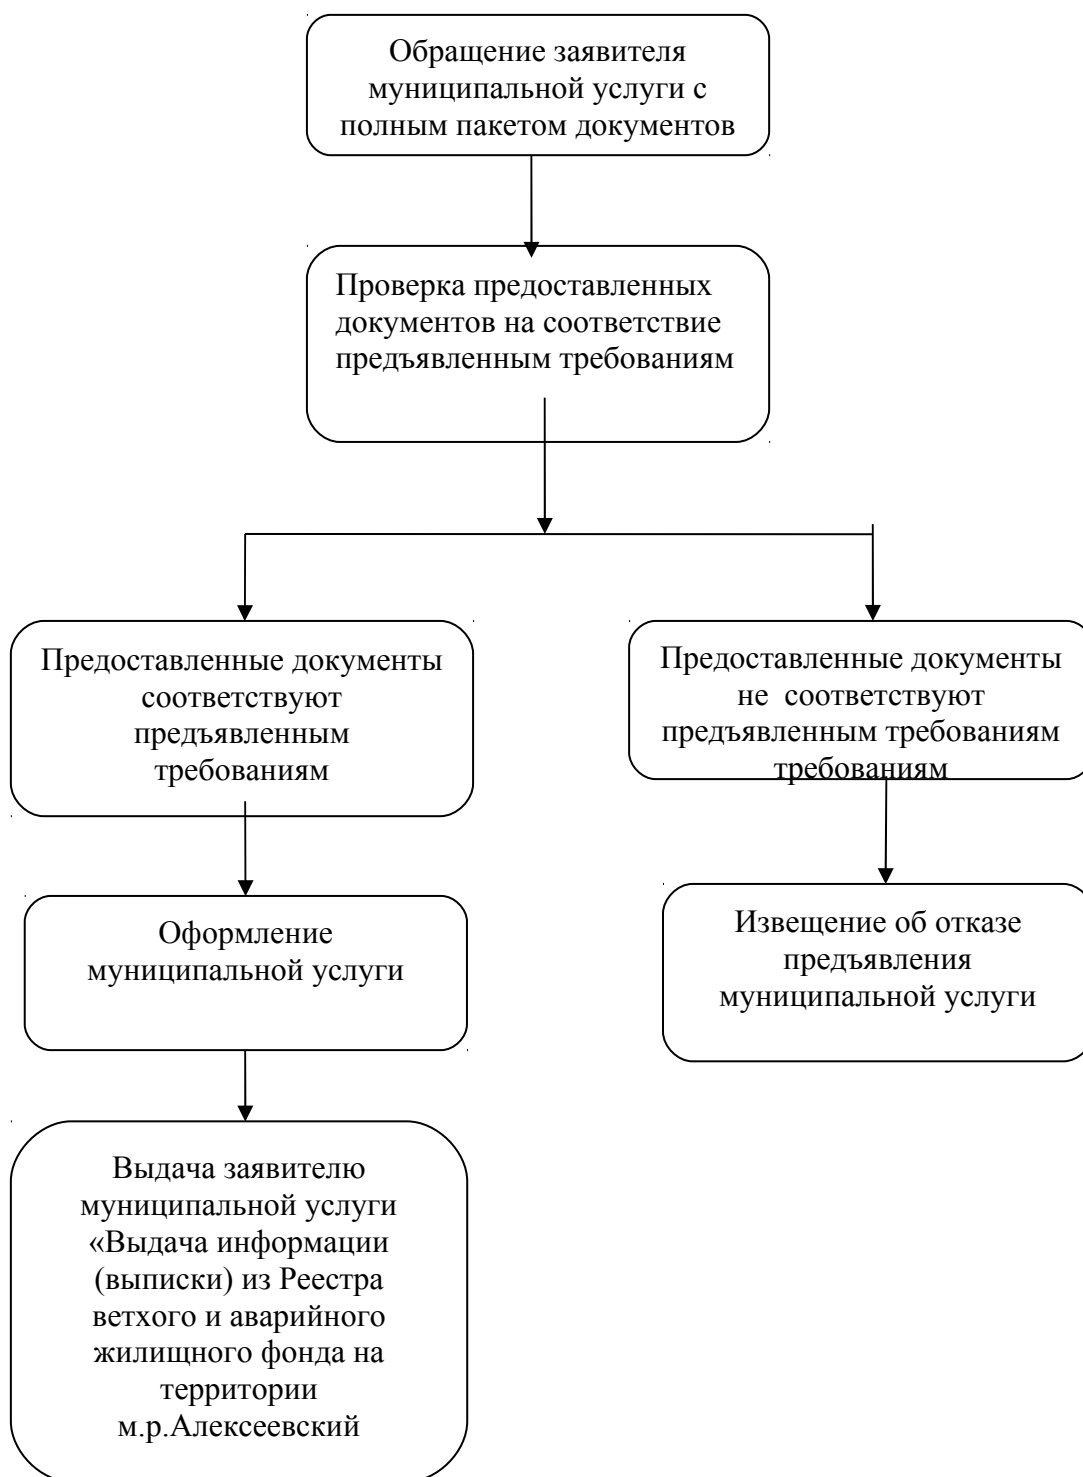 Обращение заявителя
муниципальной услуги с
полным пакетом документов
Проверка предоставленных
документов на соответствие
предъявленным требованиям
Предоставленные документы
соответствуют
предъявленным
требованиям
Предоставленные документы
не  соответствуют
предъявленным требованиям
требованиям
Оформление
муниципальной услуги
Извещение об отказе
предъявления
муниципальной услуги
Выдача заявителю
муниципальной услуги
«Выдача информации
(выписки) из Реестра
ветхого и аварийного
жилищного фонда на
территории
м.р.Алексеевский